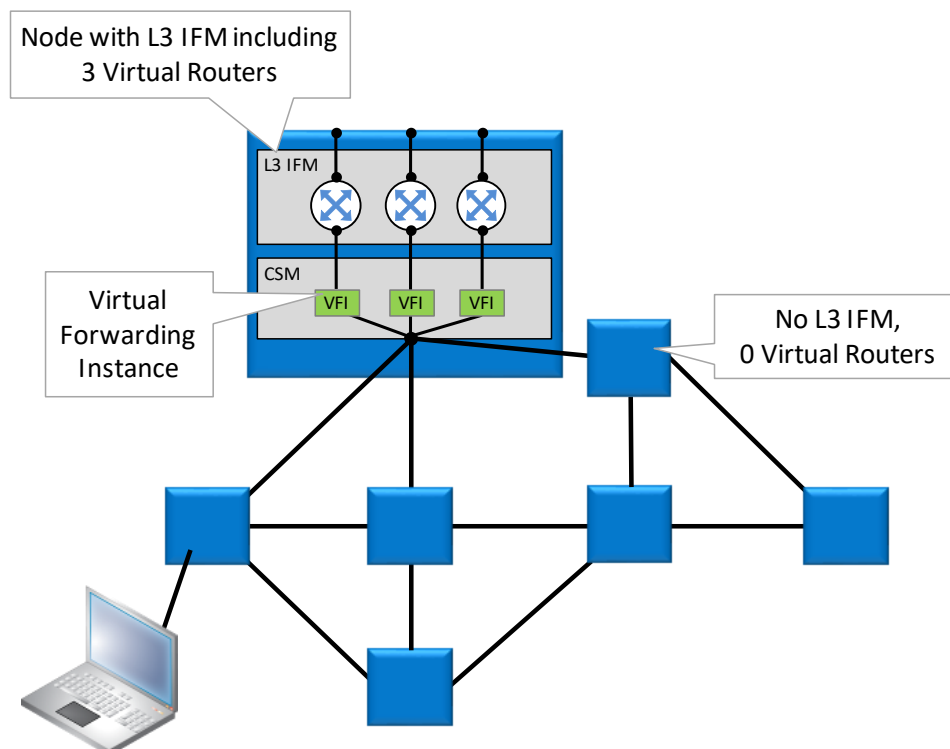 Node with L3 IFM including
3 Virtual Routers
L3 IFM
CSM
VFI
VFI
VFI
Virtual
Forwarding
Instance
No L3 IFM,
0 Virtual Routers